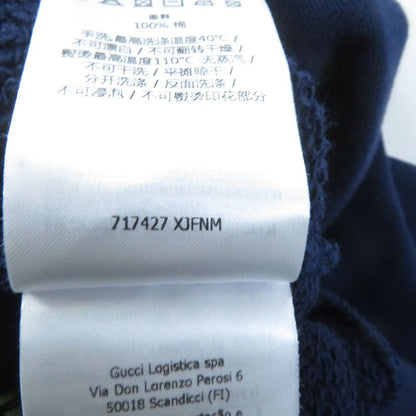 面料
100% 棉
手洗最高洗涤温度40°C /
不可漂白 / 不可翻转干燥 /
熨烫最高温度110°C - 无蒸汽 /
不可干洗 / 平摊晾干 /
分开洗涤 / 反面洗涤 /
不可浸泡 / 不可熨烫印花部分
717427 XJFNM
Gucci Logistica spa
Via Don Lorenzo Perosi 6
50018 Scandicci (FI)